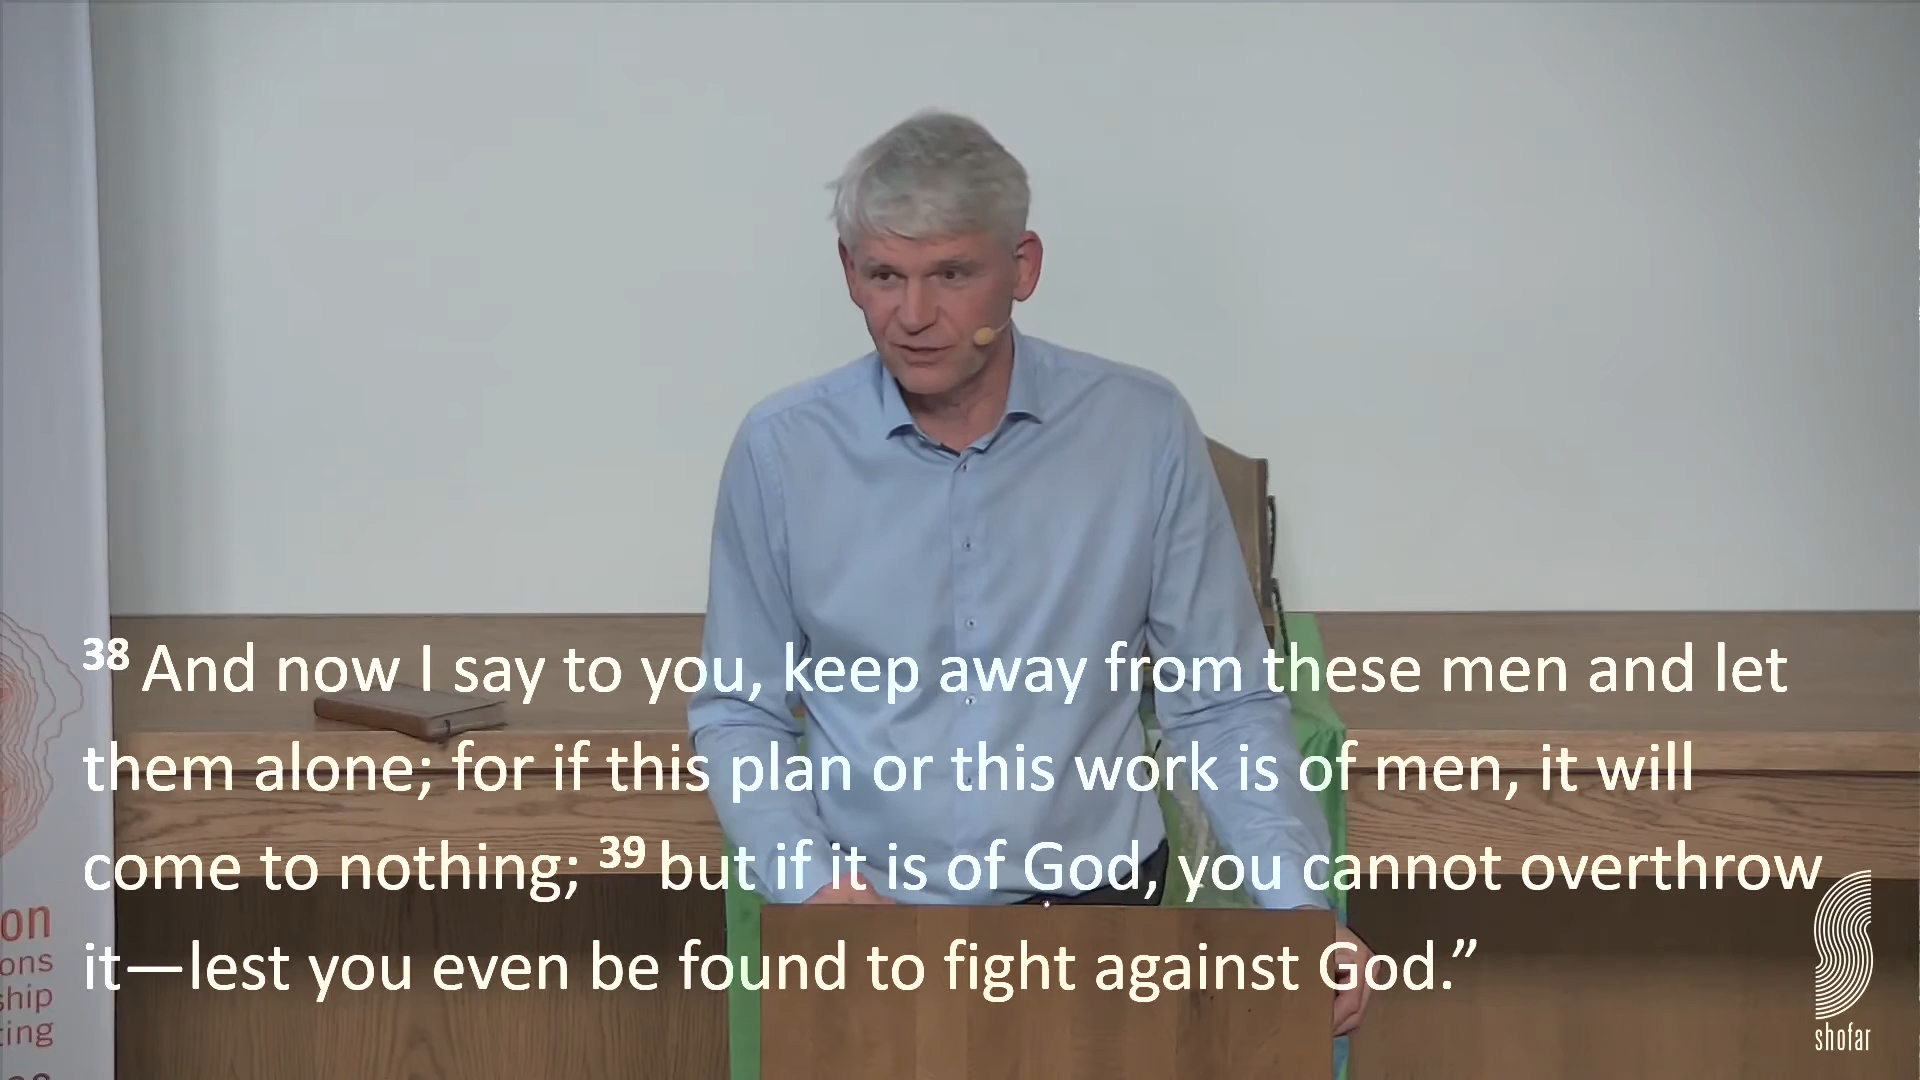 38 And now I say to you, keep away from these men and let
them alone; for if this plan or this work is of men, it will
come to nothing; 39 but if it is of God, you cannot overthrow
it—lest you even be found to fight against God.”
shofar
on
ons
ship
ting